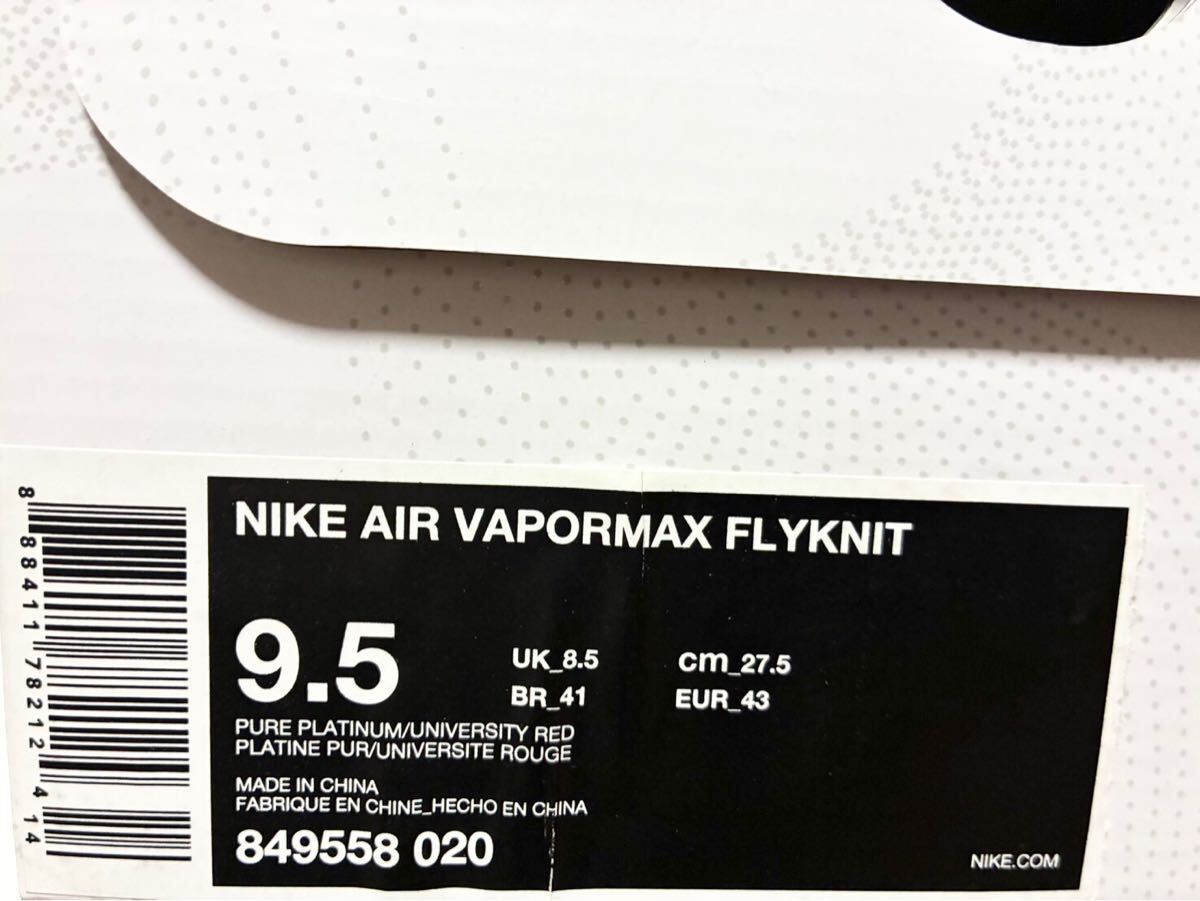 NIKE AIR VAPORMAX FLYKNIT
9.5
UK_8.5 cm_27.5
BR_41 EUR_43
PURE PLATINUM/UNIVERSITY RED
PLATINE PUR/UNIVERSITE ROUGE
MADE IN CHINA
FABRIQUE EN CHINE_HECHO EN CHINA
849558 020
NIKE.COM
8 88411 78212 4 14